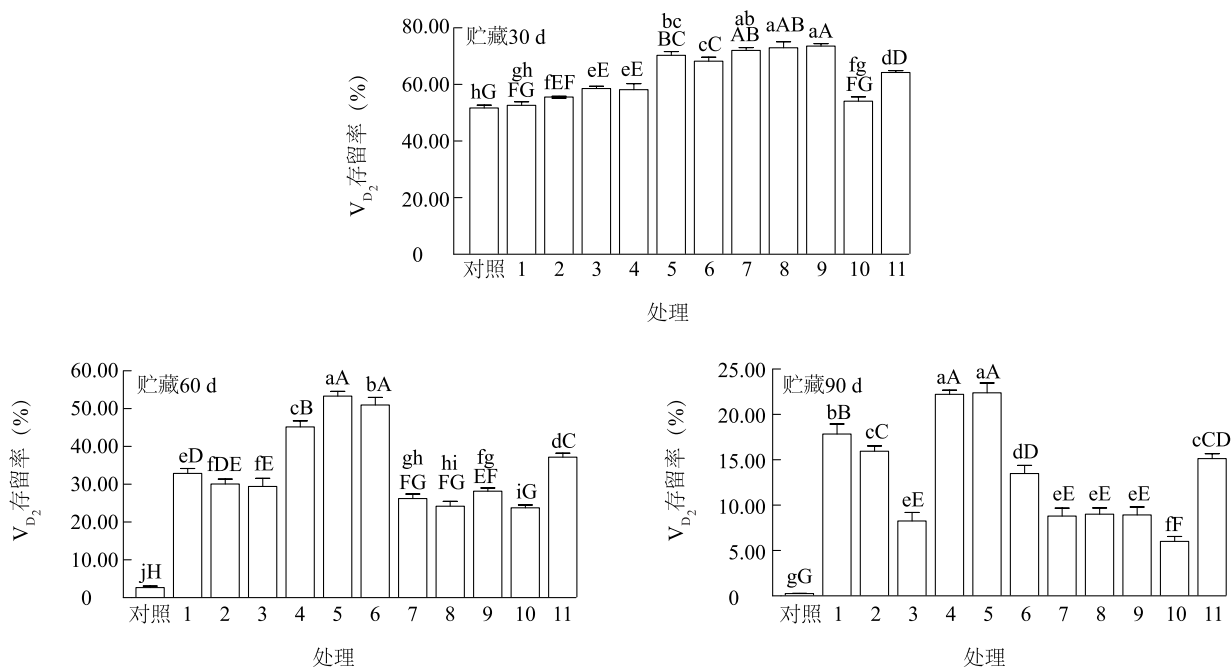 80.00
60.00
40.00
20.00
0
V_D₂存留率（%）
贮藏30 d
hG
gh
FG
fEF
eE
eE
bc
BC
cC
ab
AB
aAB
aA
fg
FG
dD
对照 1 2 3 4 5 6 7 8 9 10 11
处理
60.00
50.00
40.00
30.00
20.00
10.00
0
V_D₂存留率（%）
贮藏60 d
jH
eD
fDE
fE
cB
aA
bA
gh
FG
hi
FG
fg
EF
iG
dC
对照 1 2 3 4 5 6 7 8 9 10 11
处理
25.00
20.00
15.00
10.00
5.00
0
V_D₂存留率（%）
贮藏90 d
gG
bB
cC
eE
aA
aA
dD
eE
eE
eE
fF
cCD
对照 1 2 3 4 5 6 7 8 9 10 11
处理